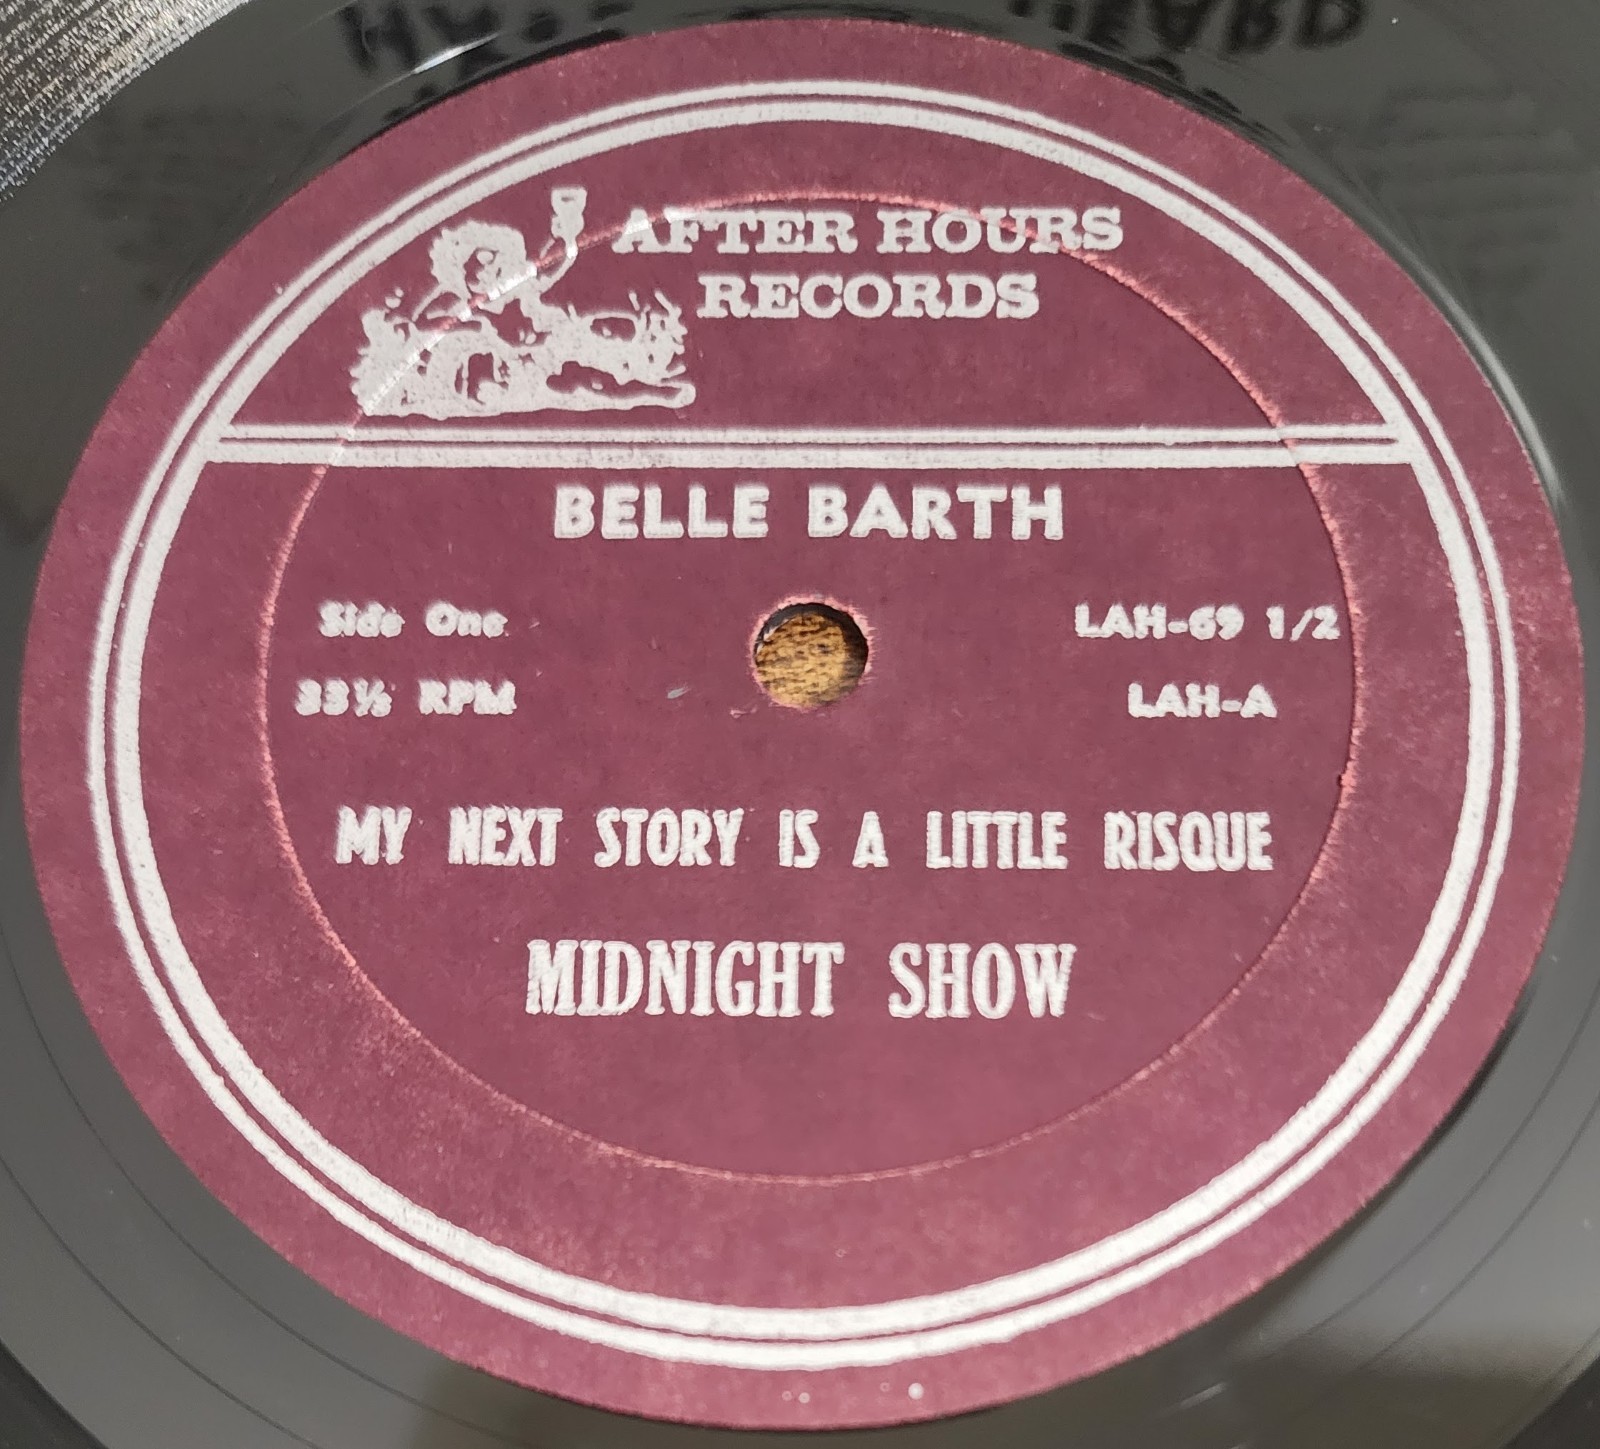 AFTER HOURS
RECORDS
BELLE BARTH
Side One
LAH-69 1/2
33⅓ RPM
LAH-A
MY NEXT STORY IS A LITTLE RISQUE
MIDNIGHT SHOW